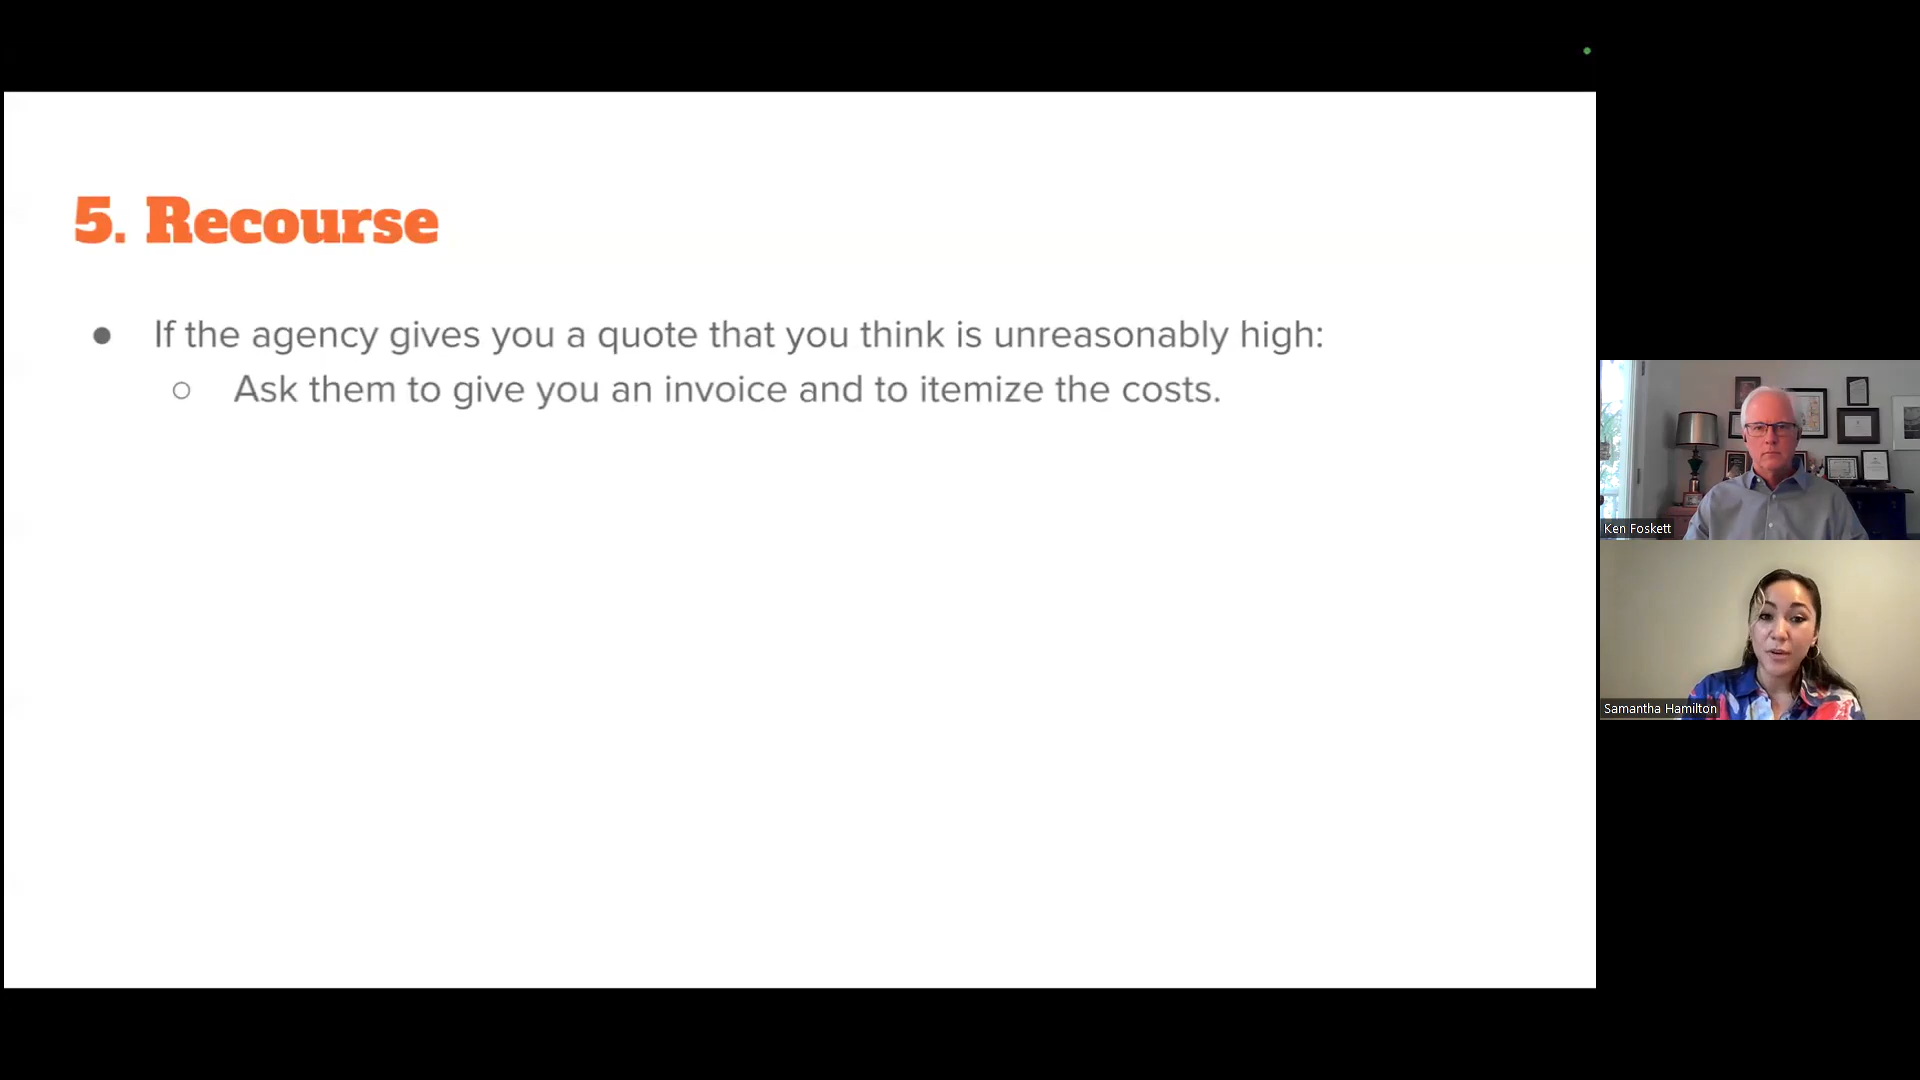 5. Recourse
● If the agency gives you a quote that you think is unreasonably high:
○ Ask them to give you an invoice and to itemize the costs.
Ken Foskett
Samantha Hamilton